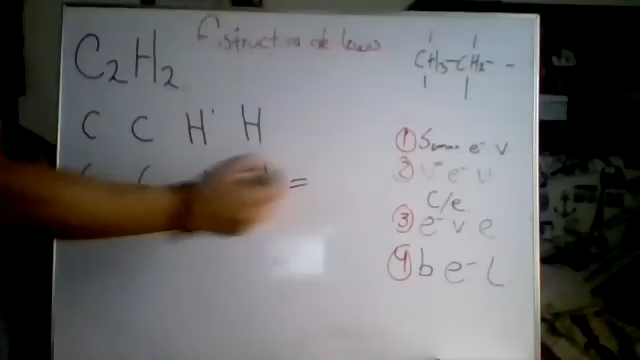 Estructura de lewis
C2H2
C C H H
C C =
CH3-CH2- -
① Suma e- v
② e v
C/e
③ e- v e
④ b e- L